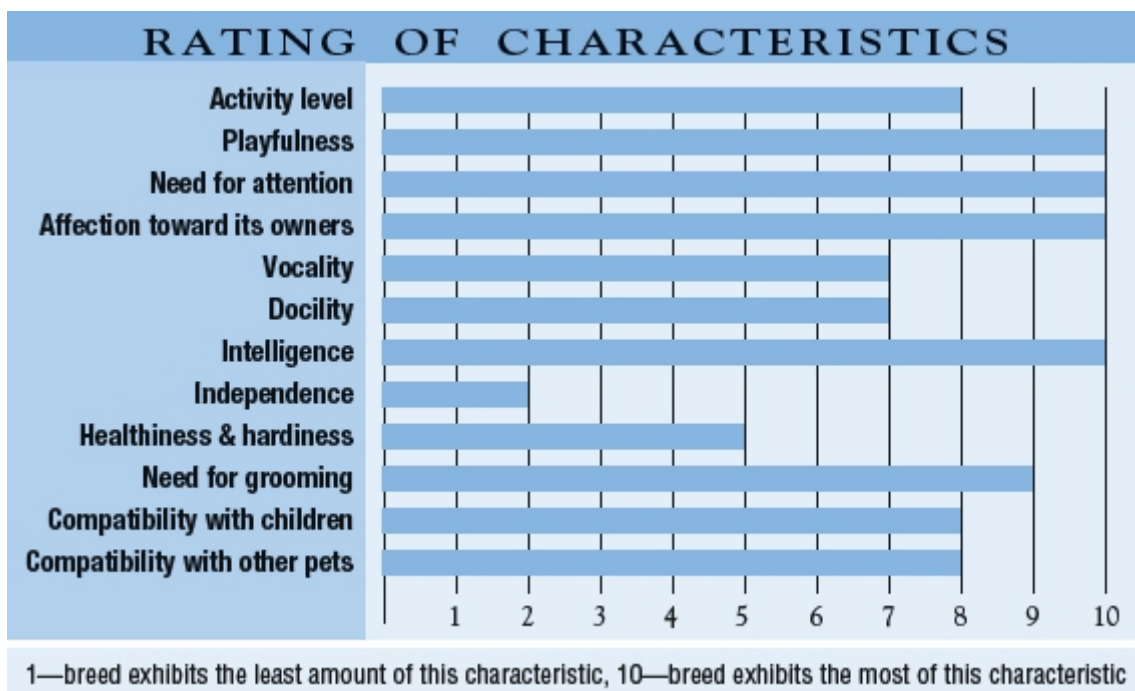 RATING OF CHARACTERISTICS
Activity level
Playfulness
Need for attention
Affection toward its owners
Vocality
Docility
Intelligence
Independence
Healthiness & hardiness
Need for grooming
Compatibility with children
Compatibility with other pets
1 2 3 4 5 6 7 8 9 10
1—breed exhibits the least amount of this characteristic, 10—breed exhibits the most of this characteristic